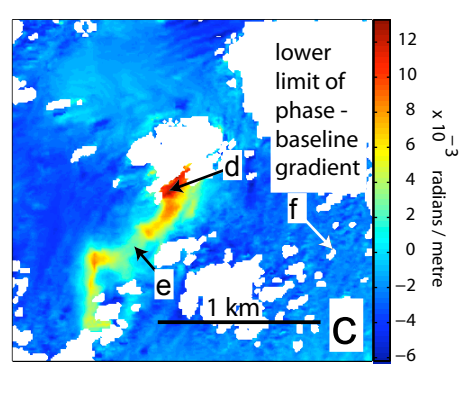 lower
limit of
phase -
baseline
gradient
d
f
e
1 km
c
12
10
8
6
4
2
0
−2
−4
−6
x 10−3 radians / metre